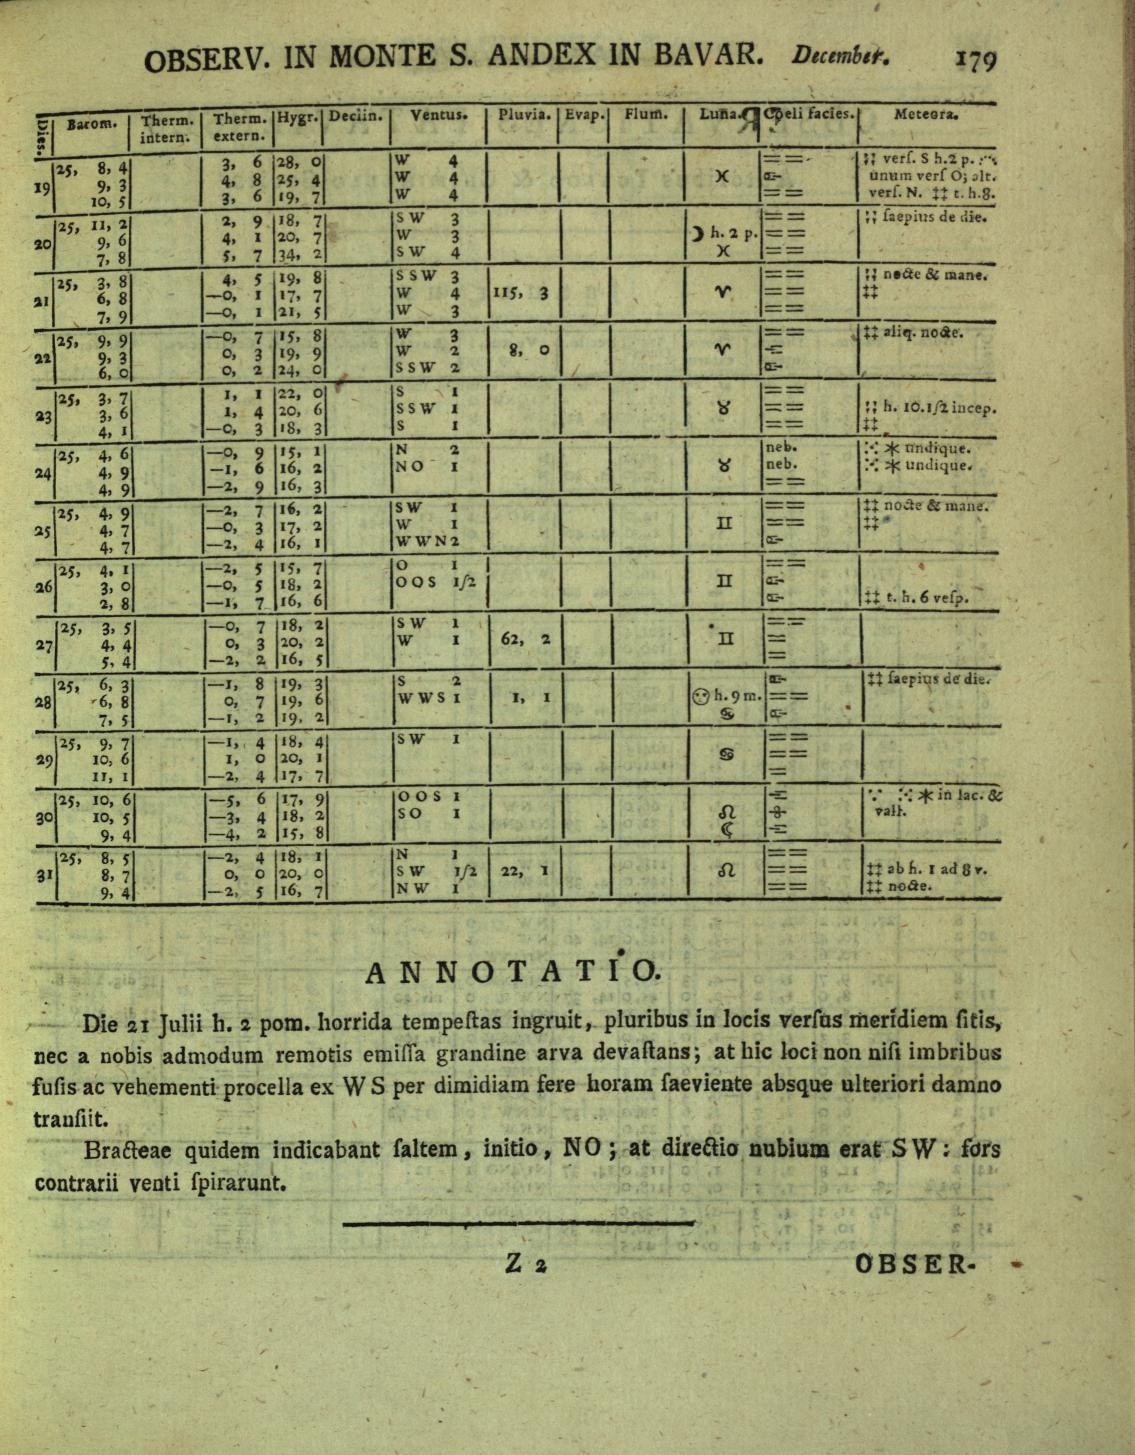 OBSERV. IN MONTE S. ANDEX IN BAVAR. December. 179
Dies. Barom. Therm. intern. Therm. extern. Hygr. Declin. Ventus. Pluvia. Evap. Flum. Luna. Coeli facies. Meteora.
19 25, 8, 4 3, 6 28, 0 W 4 == ⁏⁏ verſ. S h.2 p.
9, 3 4, 8 25, 4 W 4 ♓ unum verſ O; alt.
10, 5 3, 6 19, 7 W 4 == verſ. N. ‡‡ t. h.8.
20 25, 11, 2 2, 9 18, 7 SW 3 == ⁏⁏ ſaepius de die.
9, 6 4, 1 20, 7 W 3 ☽ h. 2 p. ==
7, 8 5, 7 34, 2 SW 4 ♓ ==
21 25, 3, 8 4, 5 19, 8 SSW 3 == ⁏⁏ nocte & mane.
6, 8 —0, 1 17, 7 W 4 115, 3 ♈ == ‡‡
7, 9 —0, 1 21, 5 W 3 ==
22 25, 9, 9 —0, 7 15, 8 W 3 == ‡‡ aliq. nocte.
9, 3 0, 3 19, 9 W 2 8, 0 ♈
6, 0 0, 2 24, 0 SSW 2
23 25, 3, 7 1, 1 22, 0 S 1 ==
3, 6 1, 4 20, 6 SSW 1 ♉ == ⁏⁏ h. 10.1/2 incep.
4, 1 —0, 3 18, 3 S 1 == ‡‡
24 25, 4, 6 —0, 9 15, 1 N 2 neb. ⁙ ✶ undique.
4, 9 —1, 6 16, 2 NO 1 ♉ neb. ⁙ ✶ undique.
4, 9 —2, 9 16, 3 ==
25 25, 4, 9 —2, 7 16, 2 SW 1 == ‡‡ nocte & mane.
4, 7 —0, 3 17, 2 W 1 ♊ == ‡‡
4, 7 —2, 4 16, 1 WWN2
26 25, 4, 1 —2, 5 15, 7 O 1 ==
3, 0 —0, 5 18, 2 OOS 1/2 ♊
2, 8 —1, 7 16, 6 ‡‡ t. h. 6 veſp.
27 25, 3, 5 —0, 7 18, 2 SW 1 ==
4, 4 0, 3 20, 2 W 1 62, 2 ♊ =
5, 4 —2, 2 16, 5 =
28 25, 6, 3 —1, 8 19, 3 S 2 ‡‡ ſaepius de die.
6, 8 0, 7 19, 6 WWS 1 1, 1 h. 9 m. ==
7, 5 —1, 2 19, 2 ♋
29 25, 9, 7 —1, 4 18, 4 SW 1 ==
10, 6 1, 0 20, 1 ♋ ==
11, 1 —2, 4 17, 7 =
30 25, 10, 6 —5, 6 17, 9 OOS 1 ∵ ⁙ ✶ in lac. &
10, 5 —3, 4 18, 2 SO 1 ♌ vall.
9, 4 —4, 2 15, 8 ☾
31 25, 8, 5 —2, 4 18, 1 N 1 ==
8, 7 0, 0 20, 0 SW 1/2 22, 1 ♌ == ‡‡ ab h. 1 ad 8 v.
9, 4 —2, 5 16, 7 NW 1 == ‡‡ nocte.
ANNOTATIO.
Die 21 Julii h. 2 pom. horrida tempeſtas ingruit, pluribus in locis verſus meridiem ſitis,
nec a nobis admodum remotis emiſſa grandine arva devaſtans; at hic loci non niſi imbribus
fuſis ac vehementi procella ex WS per dimidiam fere horam ſaeviente absque ulteriori damno
tranſiit.
Bracteae quidem indicabant ſaltem, initio, NO; at directio nubium erat SW: fors
contrarii venti ſpirarunt.
Z 2 OBSER-